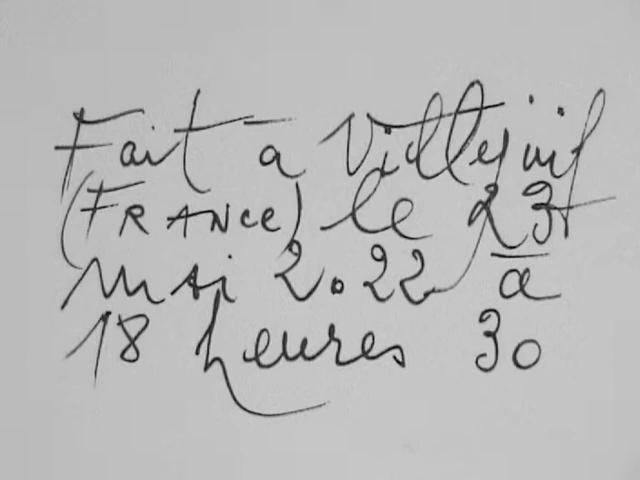 Fait à Villejuif
(FRANCE) le 23
mai 2022 à
18 heures 30